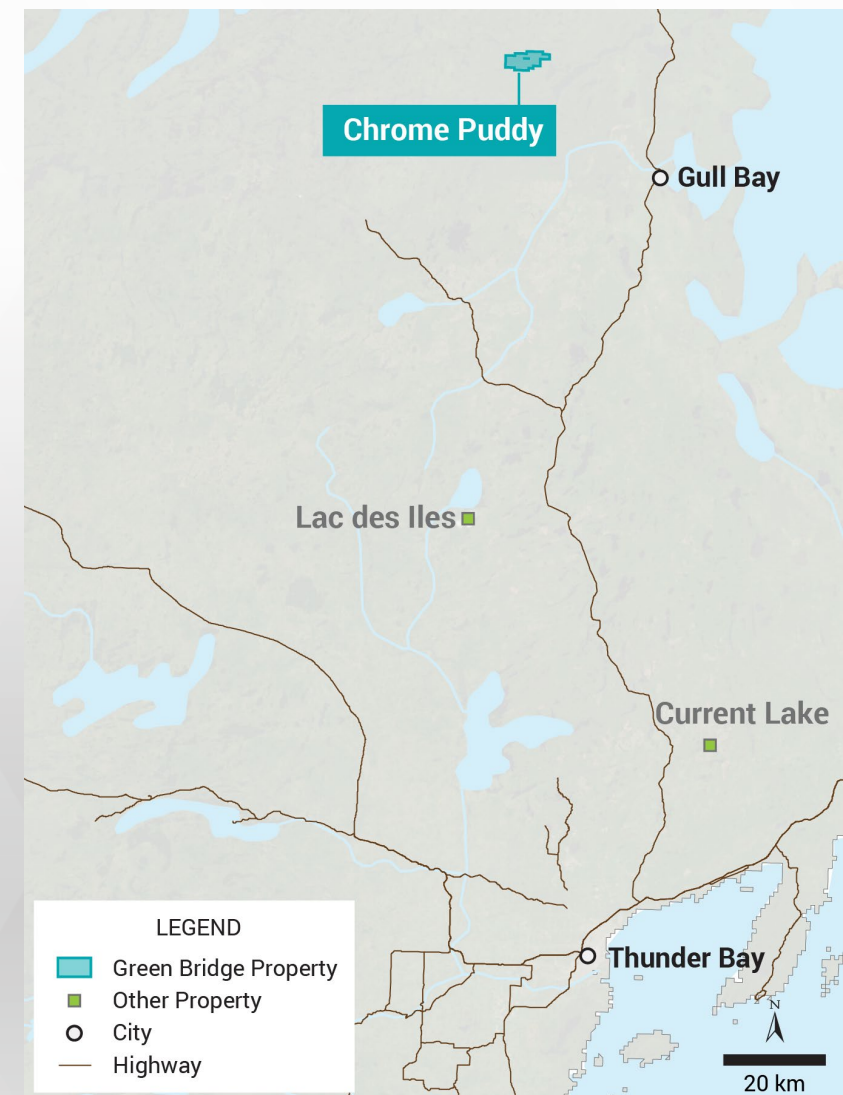 Chrome Puddy
Gull Bay
Lac des Iles
Current Lake
LEGEND
Green Bridge Property
Other Property
City
Highway
Thunder Bay
N
20 km